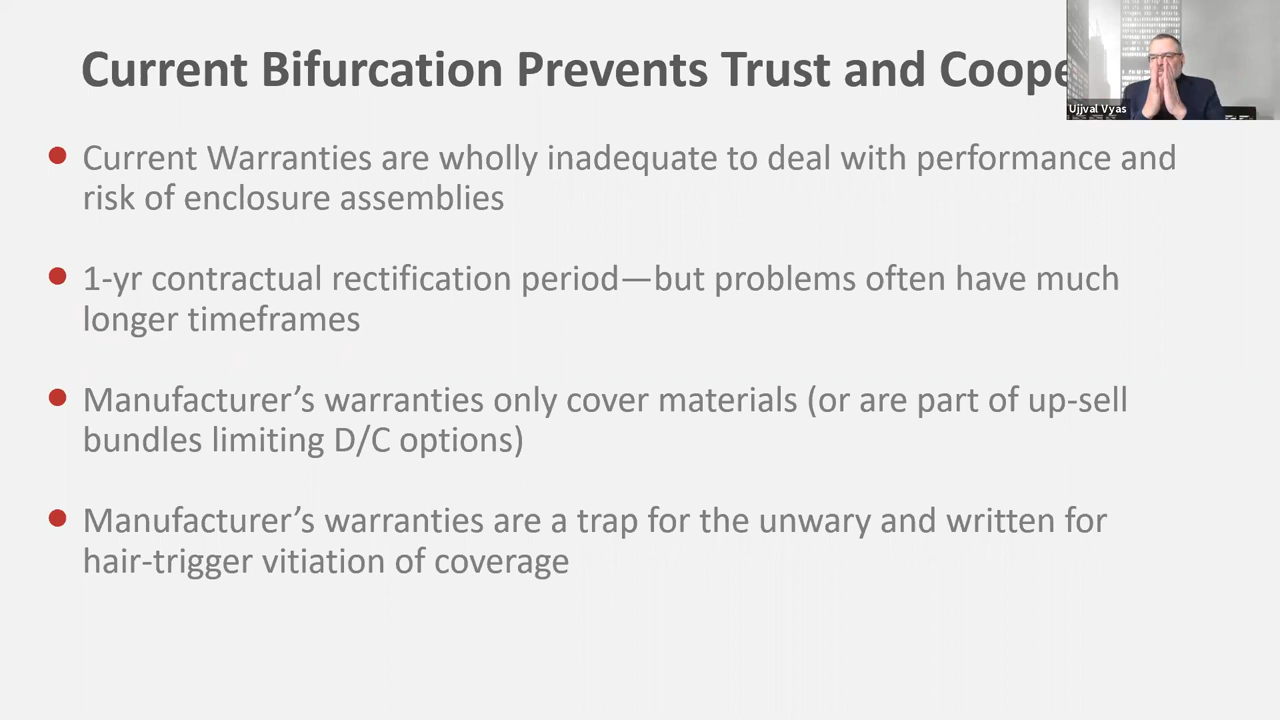 Current Bifurcation Prevents Trust and
Ujjval Vyas
• Current Warranties are wholly inadequate to deal with performance and
risk of enclosure assemblies
• 1-yr contractual rectification period—but problems often have much
longer timeframes
• Manufacturer’s warranties only cover materials (or are part of up-sell
bundles limiting D/C options)
• Manufacturer’s warranties are a trap for the unwary and written for
hair-trigger vitiation of coverage